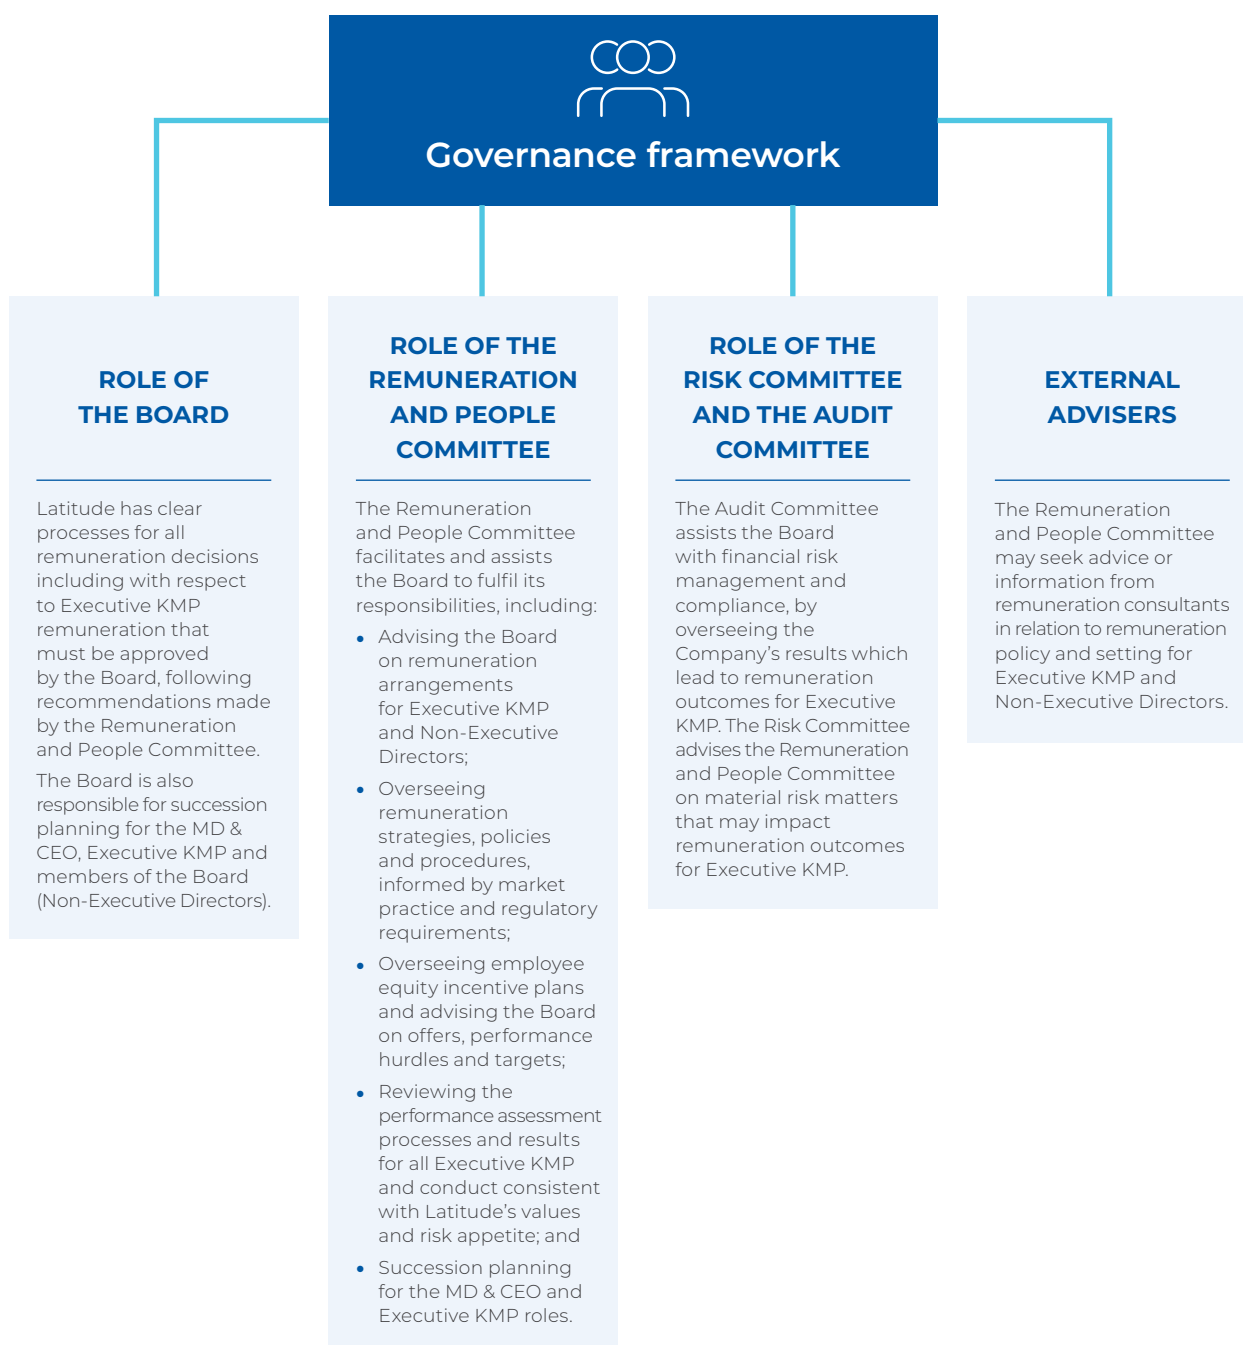 Governance framework
ROLE OF
THE BOARD
Latitude has clear
processes for all
remuneration decisions
including with respect
to Executive KMP
remuneration that
must be approved
by the Board, following
recommendations made
by the Remuneration
and People Committee.
The Board is also
responsible for succession
planning for the MD &
CEO, Executive KMP and
members of the Board
(Non-Executive Directors).
ROLE OF THE
REMUNERATION
AND PEOPLE
COMMITTEE
The Remuneration
and People Committee
facilitates and assists
the Board to fulfil its
responsibilities, including:
• Advising the Board
on remuneration
arrangements
for Executive KMP
and Non-Executive
Directors;
• Overseeing
remuneration
strategies, policies
and procedures,
informed by market
practice and regulatory
requirements;
• Overseeing employee
equity incentive plans
and advising the Board
on offers, performance
hurdles and targets;
• Reviewing the
performance assessment
processes and results
for all Executive KMP
and conduct consistent
with Latitude's values
and risk appetite; and
• Succession planning
for the MD & CEO and
Executive KMP roles.
ROLE OF THE
RISK COMMITTEE
AND THE AUDIT
COMMITTEE
The Audit Committee
assists the Board
with financial risk
management and
compliance, by
overseeing the
Company's results which
lead to remuneration
outcomes for Executive
KMP. The Risk Committee
advises the Remuneration
and People Committee
on material risk matters
that may impact
remuneration outcomes
for Executive KMP.
EXTERNAL
ADVISERS
The Remuneration
and People Committee
may seek advice or
information from
remuneration consultants
in relation to remuneration
policy and setting for
Executive KMP and
Non-Executive Directors.